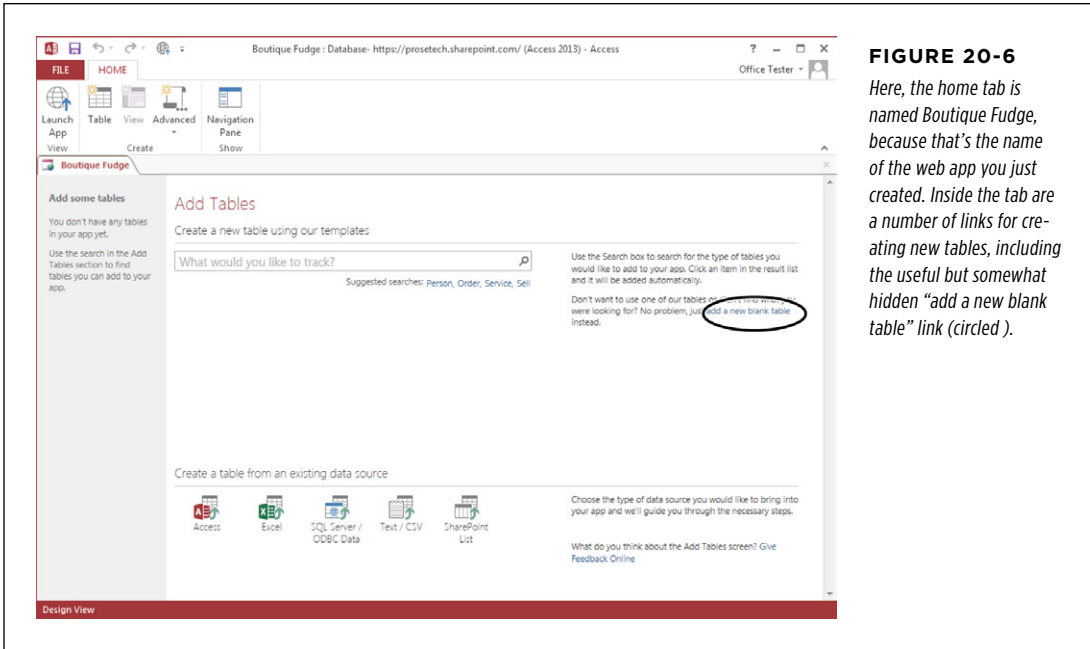 Boutique Fudge : Database- https://prosetech.sharepoint.com/ (Access 2013) - Access
FILE
HOME
Office Tester
Launch App
Table
View
Advanced
Navigation Pane
View
Create
Show
Boutique Fudge
Add some tables
You don't have any tables
in your app yet.
Use the search in the Add
Tables section to find
tables you can add to your
app.
Add Tables
Create a new table using our templates
What would you like to track?
Suggested searches: Person, Order, Service, Sell
Use the Search box to search for the type of tables you
would like to add to your app. Click an item in the result list
and it will be added automatically.
Don't want to use one of our tables or
were looking for? No problem, just add a new blank table
instead.
Create a table from an existing data source
Access
Excel
SQL Server /
ODBC Data
Text / CSV
SharePoint
List
Choose the type of data source you would like to bring into
your app and we'll guide you through the necessary steps.
What do you think about the Add Tables screen? Give
Feedback Online
Design View
FIGURE 20-6
Here, the home tab is
named Boutique Fudge,
because that's the name
of the web app you just
created. Inside the tab are
a number of links for cre-
ating new tables, including
the useful but somewhat
hidden “add a new blank
table” link (circled ).